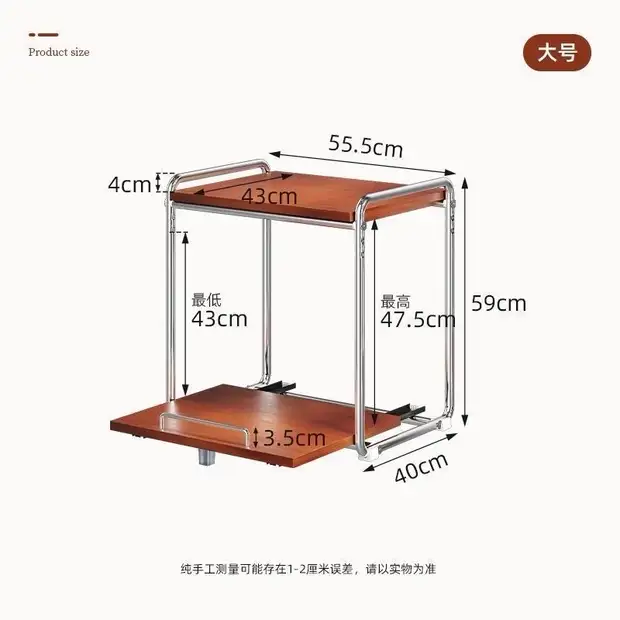 Product size
大号
55.5cm
4cm
43cm
最低
43cm
最高
47.5cm
59cm
3.5cm
40cm
纯手工测量可能存在1-2厘米误差，请以实物为准